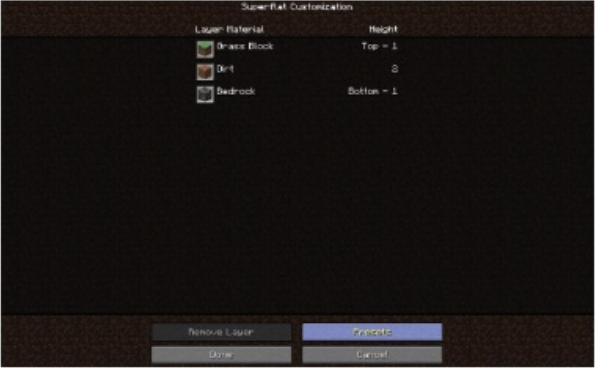 Superflat Customization
Layer Material Height
Grass Block Top - 1
Dirt 2
Bedrock Bottom - 1
Remove Layer Presets
Done Cancel